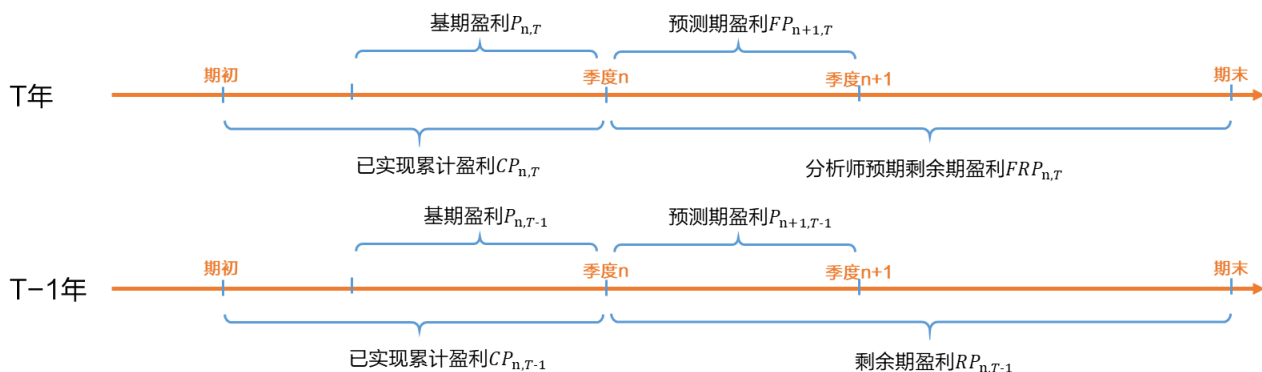 基期盈利P_{n,T} 预测期盈利FP_{n+1,T}
期初 季度n 季度n+1 期末
T年
已实现累计盈利CP_{n,T} 分析师预期剩余期盈利FRP_{n,T}
基期盈利P_{n,T-1} 预测期盈利P_{n+1,T-1}
期初 季度n 季度n+1 期末
T−1年
已实现累计盈利CP_{n,T-1} 剩余期盈利RP_{n,T-1}